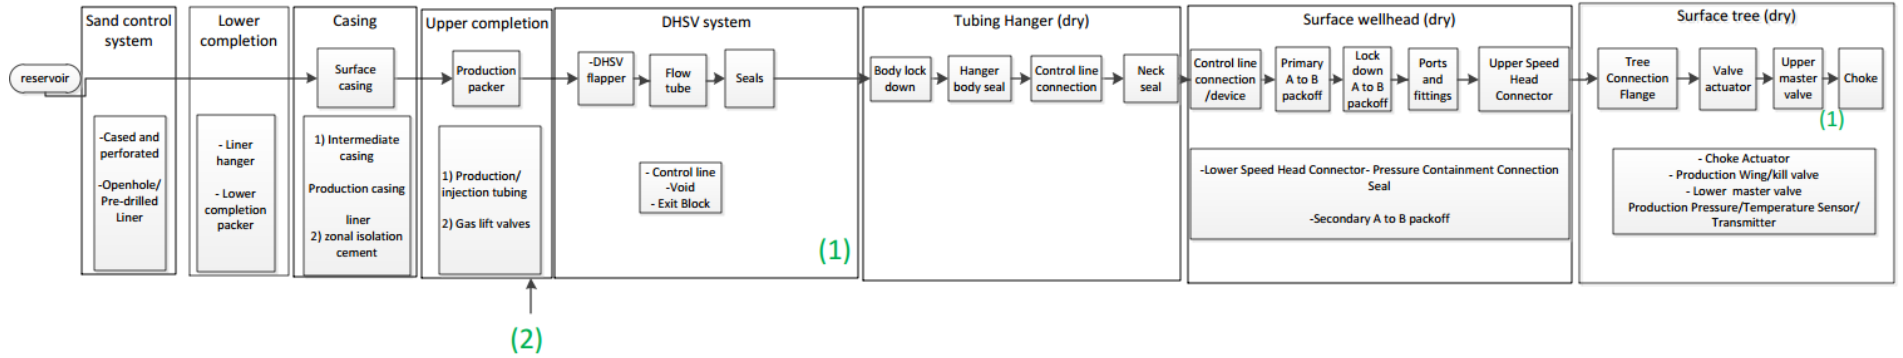 Sand control
system
Lower
completion
Casing
Upper completion
DHSV system
Tubing Hanger (dry)
Surface wellhead (dry)
Surface tree (dry)
reservoir
Surface
casing
Production
packer
-DHSV
flapper
Flow
tube
Seals
Body lock
down
Hanger
body seal
Control line
connection
Neck
seal
Control line
connection
/device
Primary
A to B
packoff
Lock
down
A to B
packoff
Ports
and
fittings
Upper Speed
Head
Connector
Tree
Connection
Flange
Valve
actuator
Upper
master
valve
Choke
(1)
-Cased and
perforated
-Openhole/
Pre-drilled
Liner
- Liner
hanger
- Lower
completion
packer
1) Intermediate
casing
Production casing
liner
2) zonal isolation
cement
1) Production/
injection tubing
2) Gas lift valves
- Control line
-Void
- Exit Block
(1)
-Lower Speed Head Connector- Pressure Containment Connection
Seal
-Secondary A to B packoff
- Choke Actuator
- Production Wing/kill valve
- Lower  master valve
Production Pressure/Temperature Sensor/
Transmitter
(2)